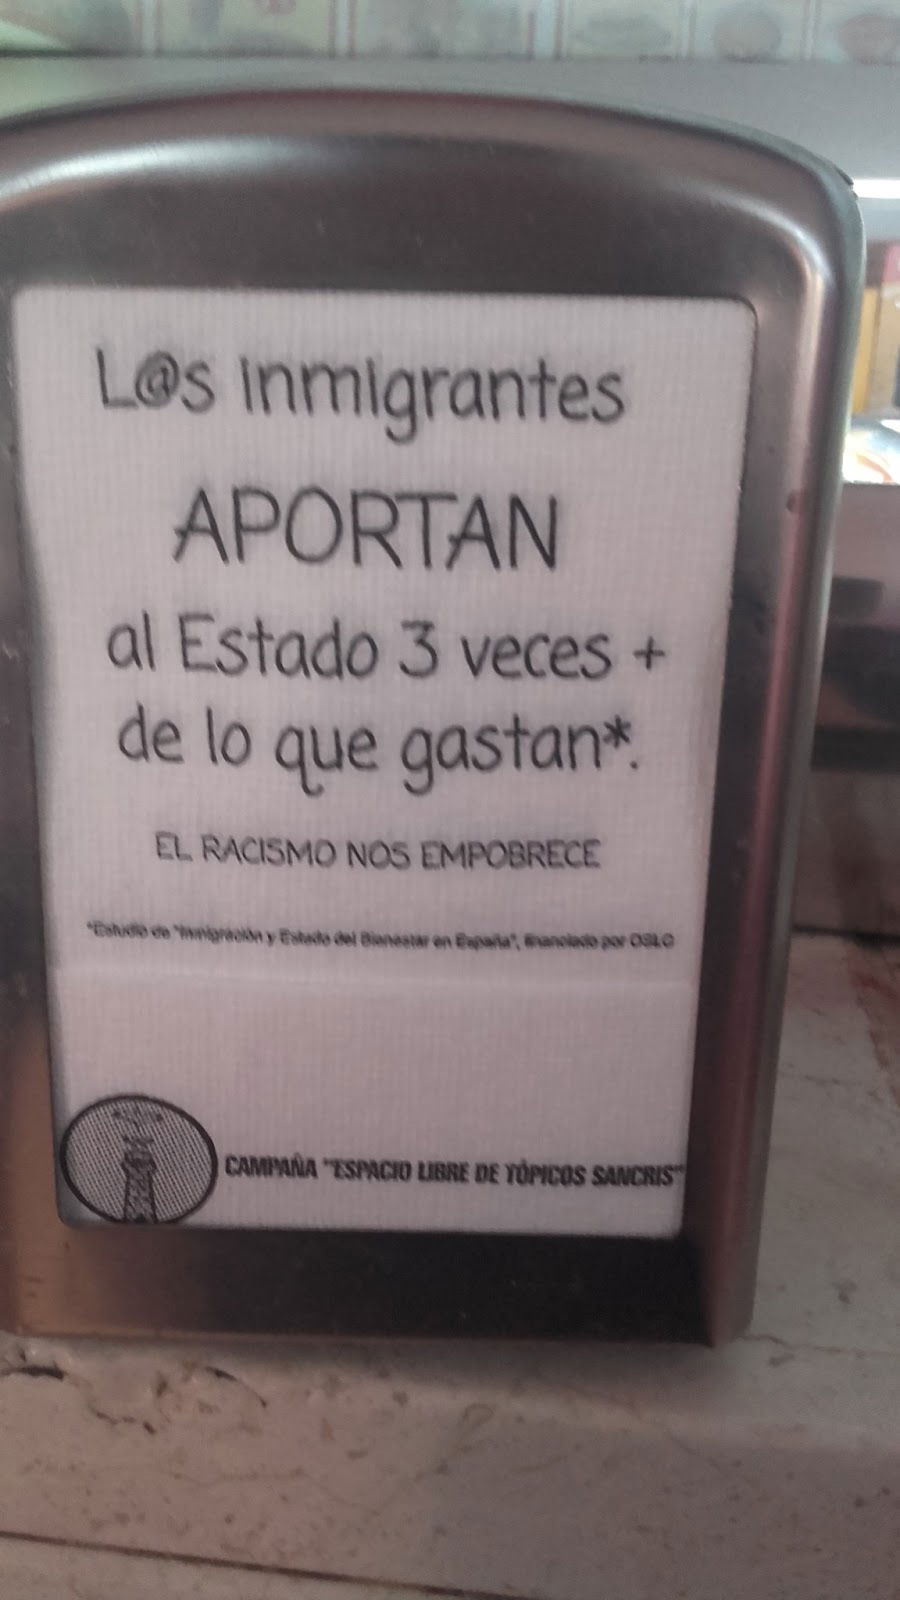 L@s inmigrantes
APORTAN
al Estado 3 veces +
de lo que gastan*.
EL RACISMO NOS EMPOBRECE
*Estudio de "Inmigración y Estado del Bienestar en España", financiado por OSLO
CAMPAÑA "ESPACIO LIBRE DE TÓPICOS SANCRIS"